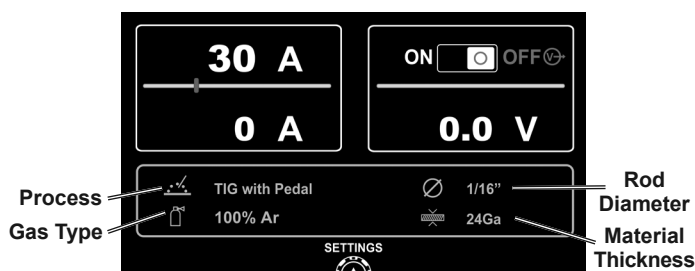 30 A
0 A
ON OFF V
0.0 V
Process
TIG with Pedal
1/16”
Rod
Diameter
Gas Type
100% Ar
24Ga
Material
Thickness
SETTINGS